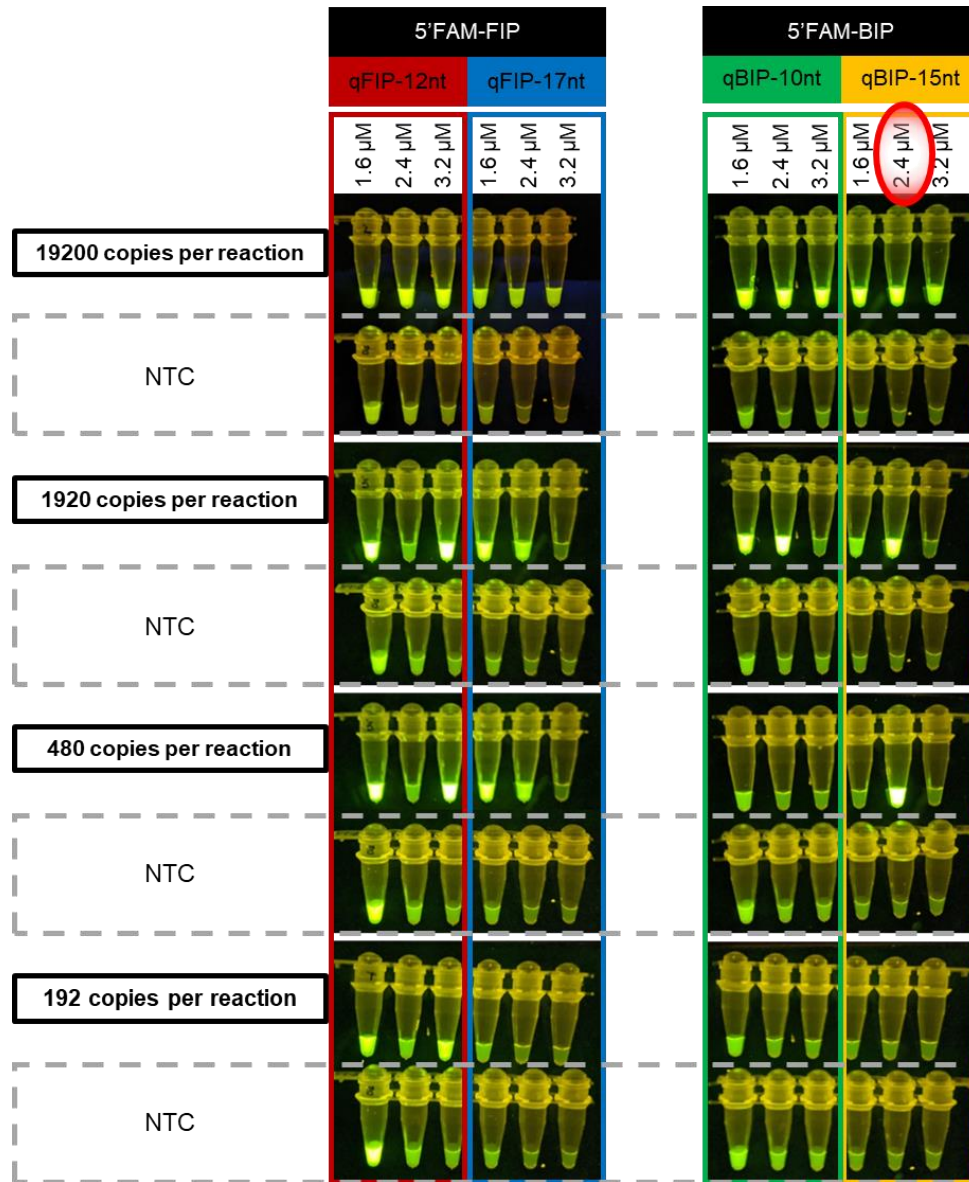 5'FAM-FIP
5'FAM-BIP
qFIP-12nt
qFIP-17nt
qBIP-10nt
qBIP-15nt
1.6 µM
2.4 µM
3.2 µM
1.6 µM
2.4 µM
3.2 µM
1.6 µM
2.4 µM
3.2 µM
1.6 µM
2.4 µM
3.2 µM
19200 copies per reaction
NTC
1920 copies per reaction
NTC
480 copies per reaction
NTC
192 copies per reaction
NTC